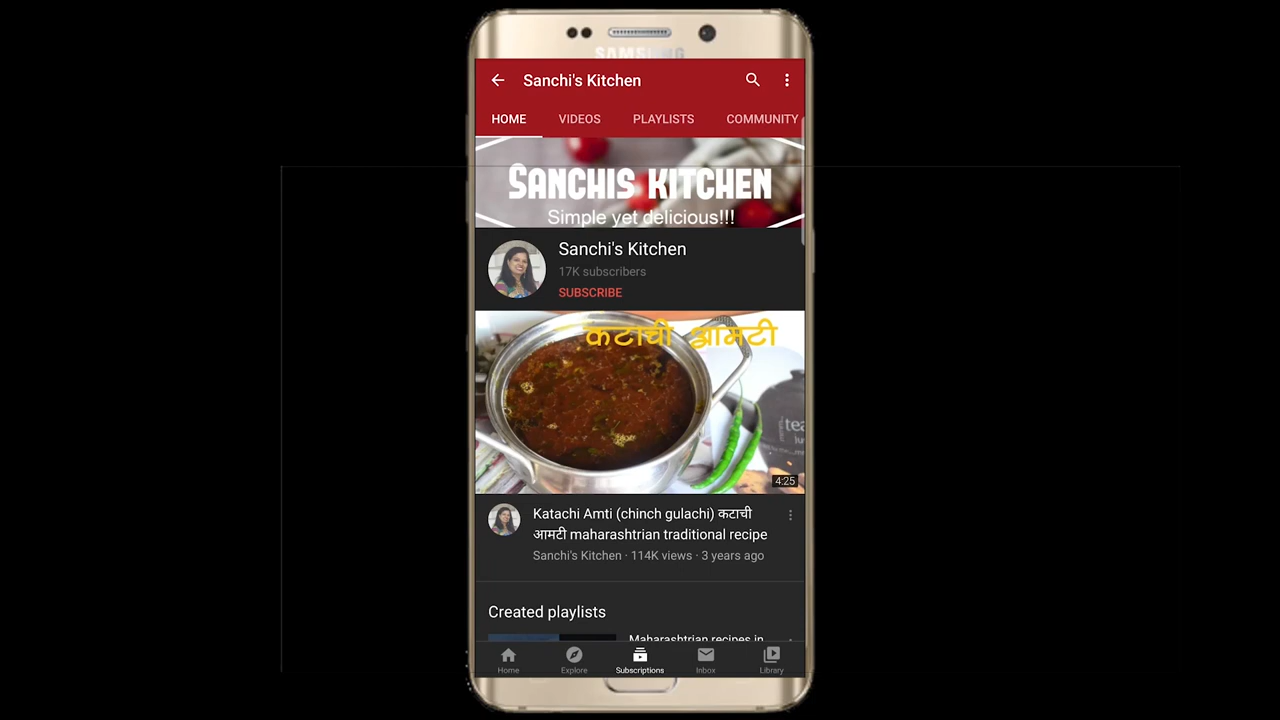 SAMSUNG
Sanchi's Kitchen
HOME VIDEOS PLAYLISTS COMMUNITY
SANCHIS KITCHEN
Simple yet delicious!!!
Sanchi's Kitchen
17K subscribers
SUBSCRIBE
कटाची आमटी
tea
4:25
Katachi Amti (chinch gulachi) कटाची
आमटी maharashtrian traditional recipe
Sanchi's Kitchen · 114K views · 3 years ago
Created playlists
Maharashtrian recipes in
Home Explore Subscriptions Inbox Library